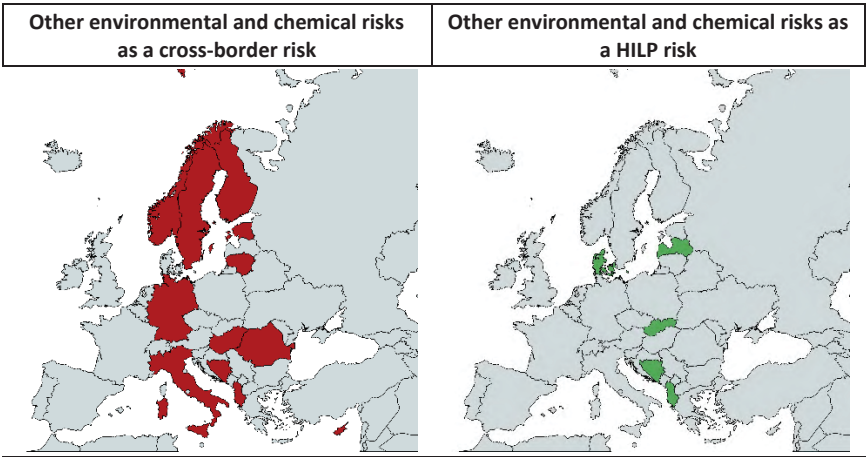 Other environmental and chemical risks
as a cross-border risk
Other environmental and chemical risks as
a HILP risk